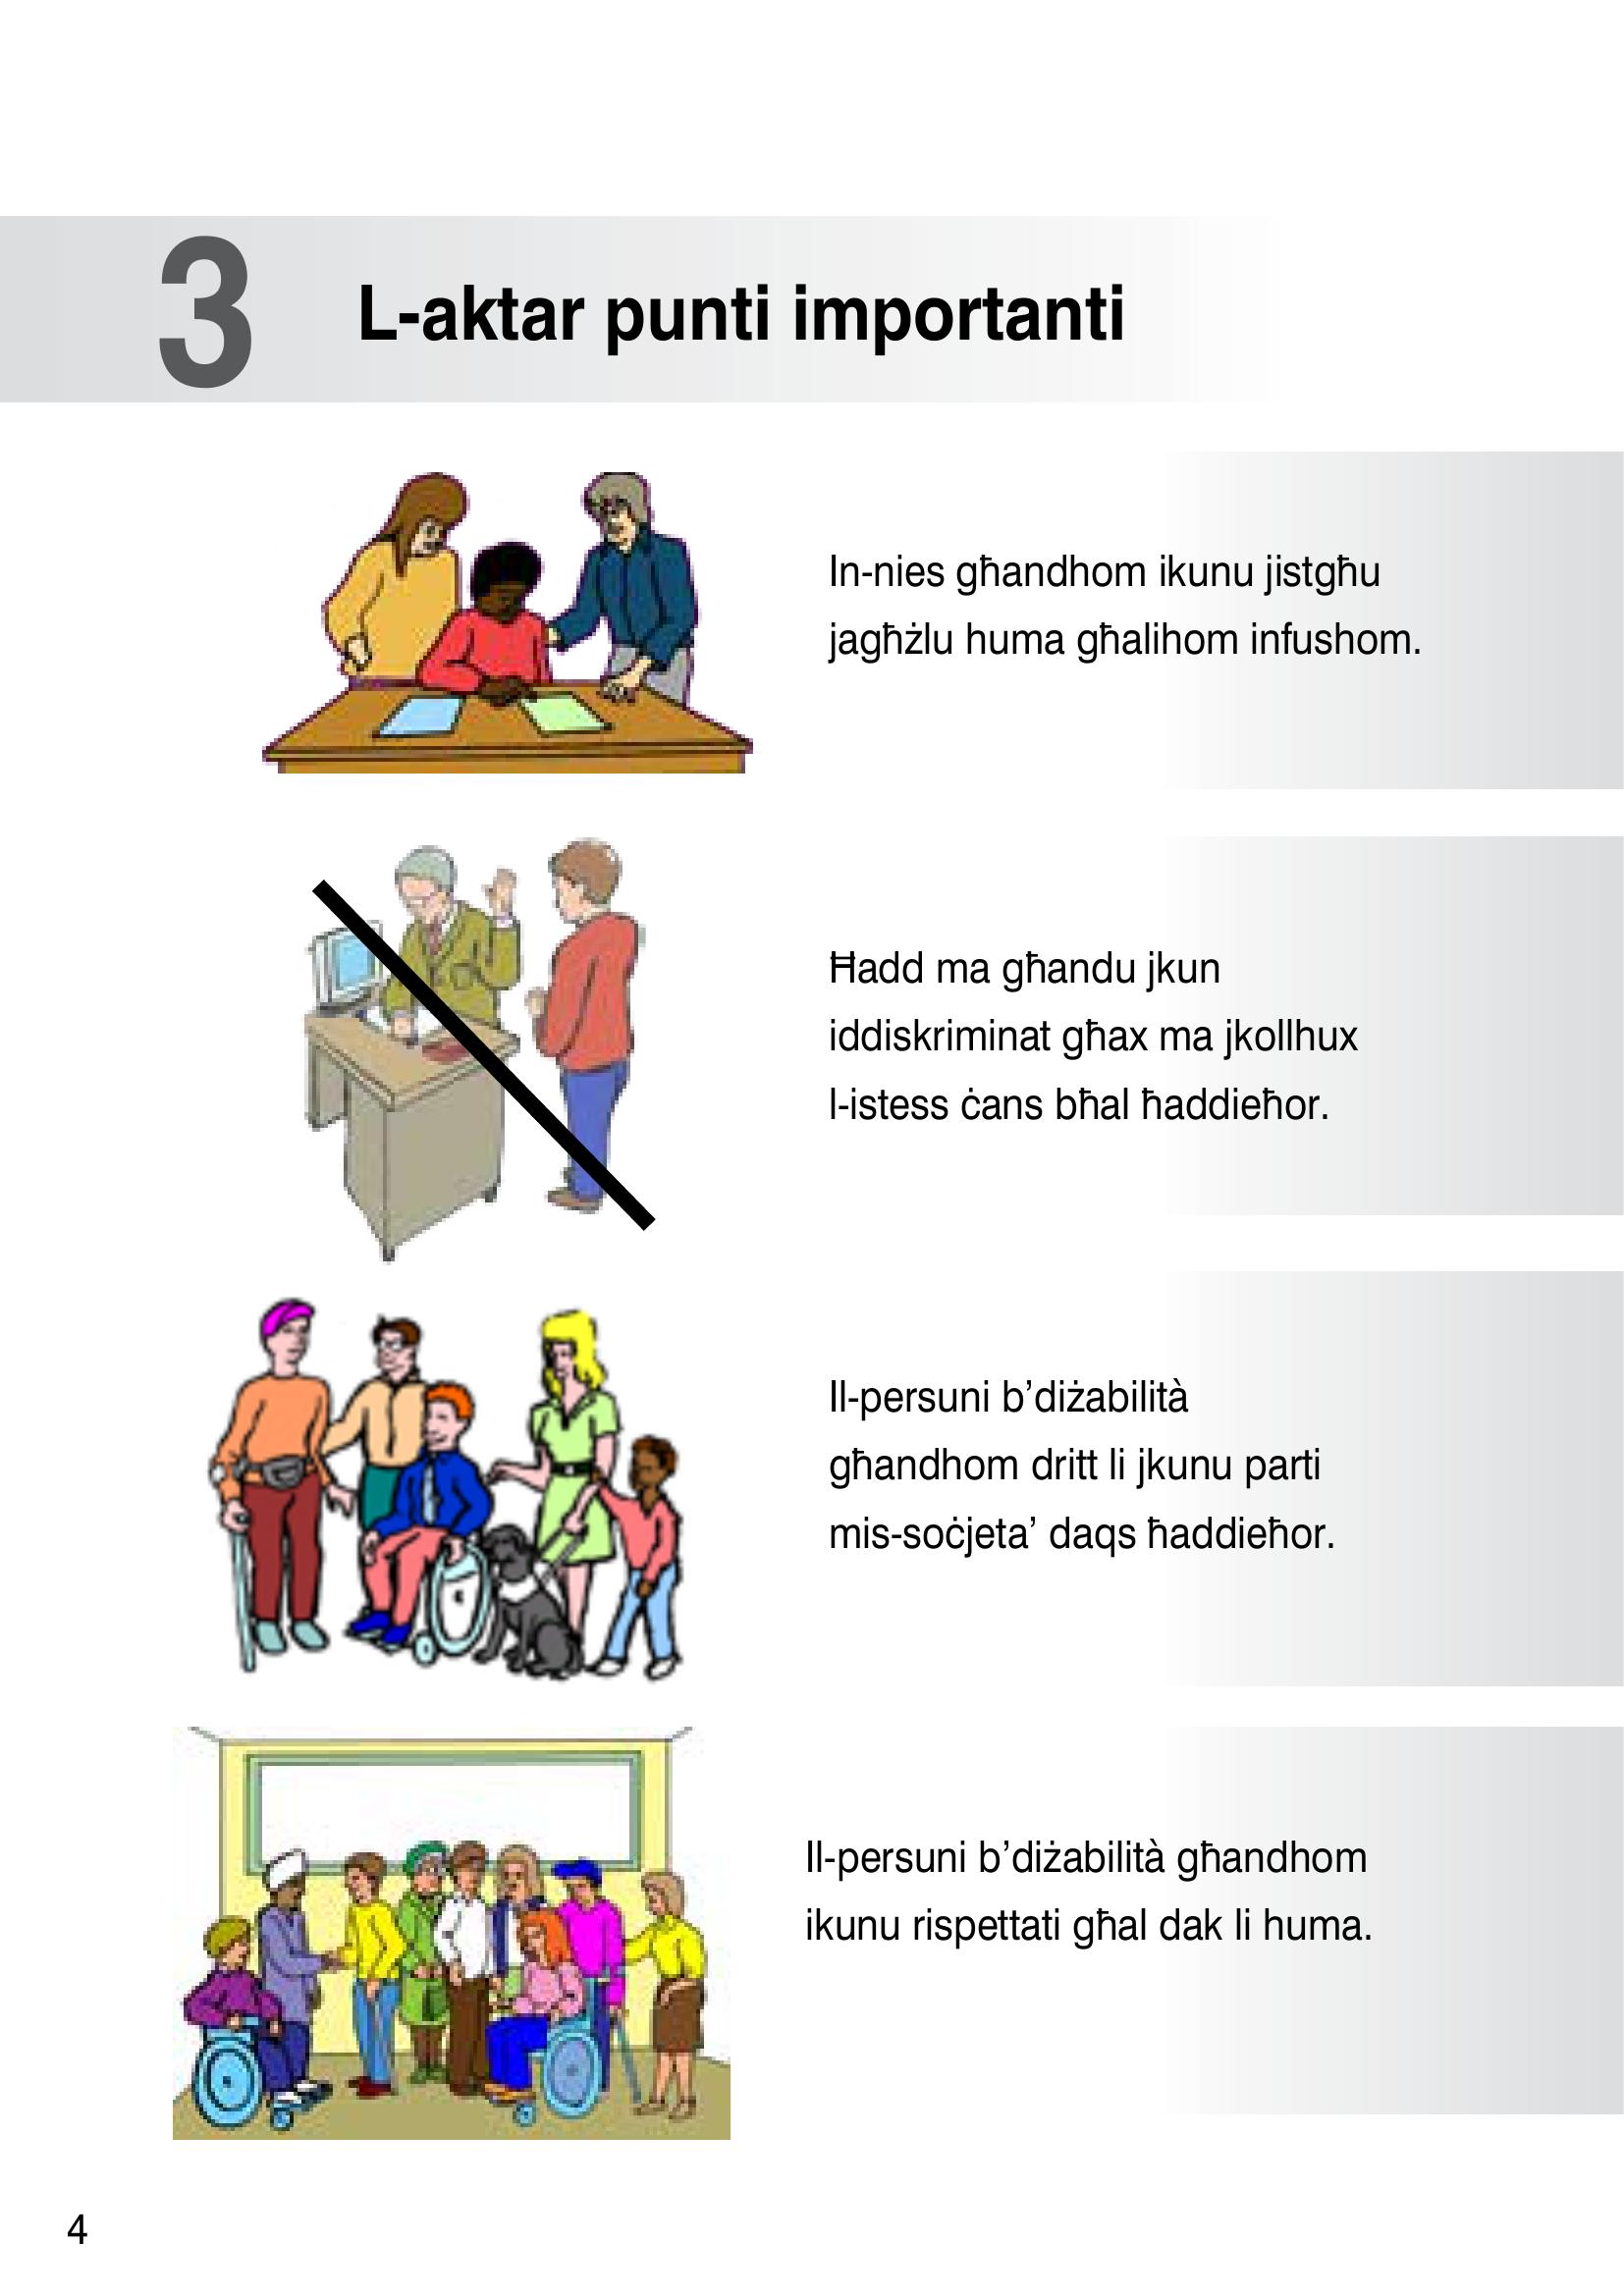 3
L-aktar punti importanti
In-nies għandhom ikunu jistgħu
jagħżlu huma għalihom infushom.
Ħadd ma għandu jkun
iddiskriminat għax ma jkollhux
l-istess ċans bħal ħaddieħor.
Il-persuni b’diżabilità
għandhom dritt li jkunu parti
mis-soċjeta’ daqs ħaddieħor.
Il-persuni b’diżabilità għandhom
ikunu rispettati għal dak li huma.
4